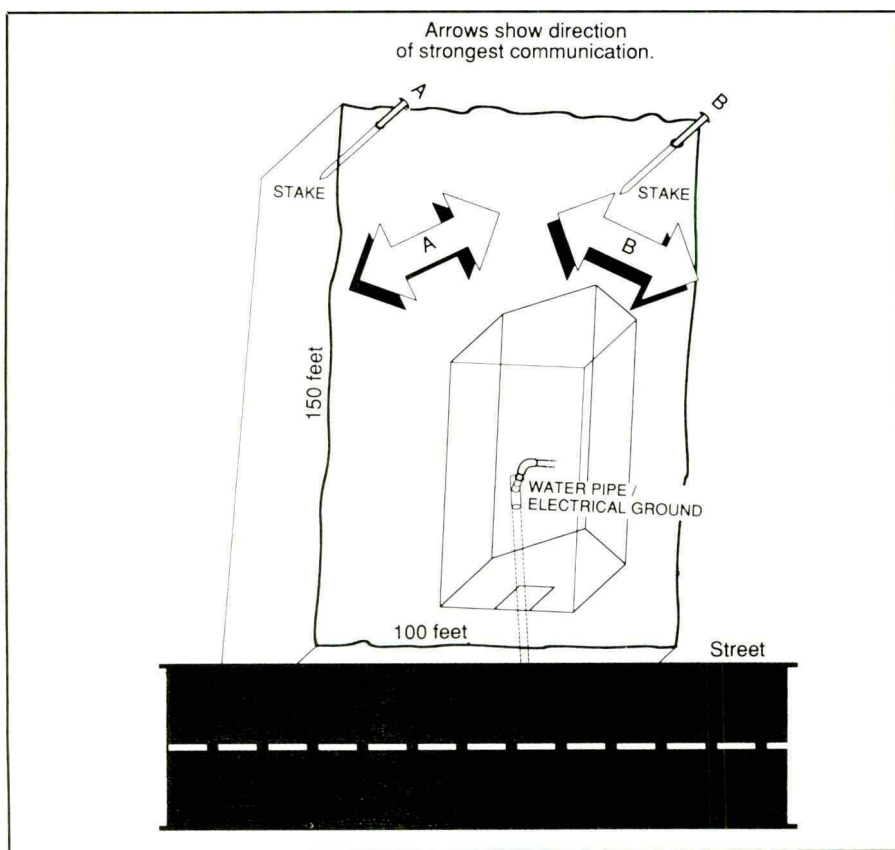 Arrows show direction
of strongest communication.
A
B
STAKE
STAKE
A
B
150 feet
WATER PIPE /
ELECTRICAL GROUND
100 feet
Street